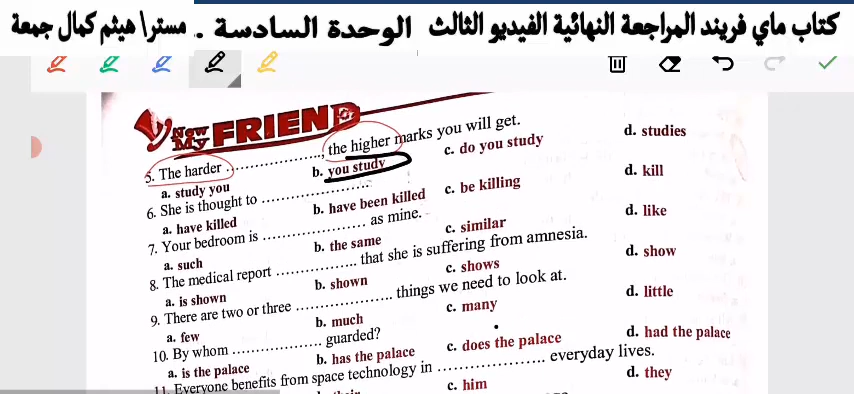 كتاب ماي فريند المراجعة النهائية الفيديو الثالث الوحدة السادسة . مستر\ هيثم كمال جمعة
New My FRIEND
5. The harder ................., the higher marks you will get.
a. study you b. you study c. do you study d. studies
6. She is thought to .................
a. have killed b. have been killed c. be killing d. kill
7. Your bedroom is ................. as mine.
a. such b. the same c. similar d. like
8. The medical report ................. that she is suffering from amnesia.
a. is shown b. shown c. shows d. show
9. There are two or three ................. things we need to look at.
a. few b. much c. many d. little
10. By whom ................. guarded?
a. is the palace b. has the palace c. does the palace d. had the palace
11. Everyone benefits from space technology in ................. everyday lives.
c. him d. they